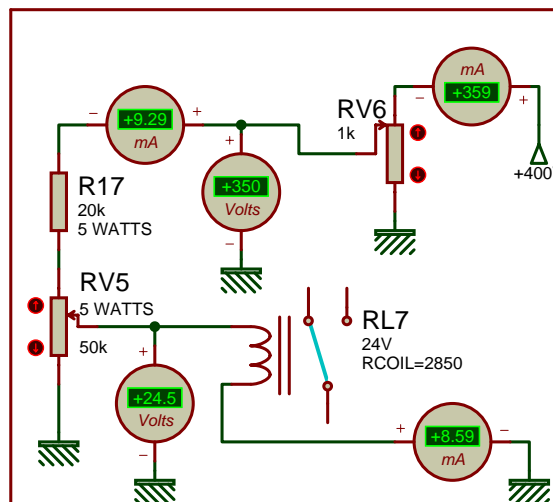 mA
+359
RV6
1k
+9.29
mA
+400
+350
Volts
R17
20k
5 WATTS
RV5
5 WATTS
50k
RL7
24V
RCOIL=2850
+24.5
Volts
+8.59
mA